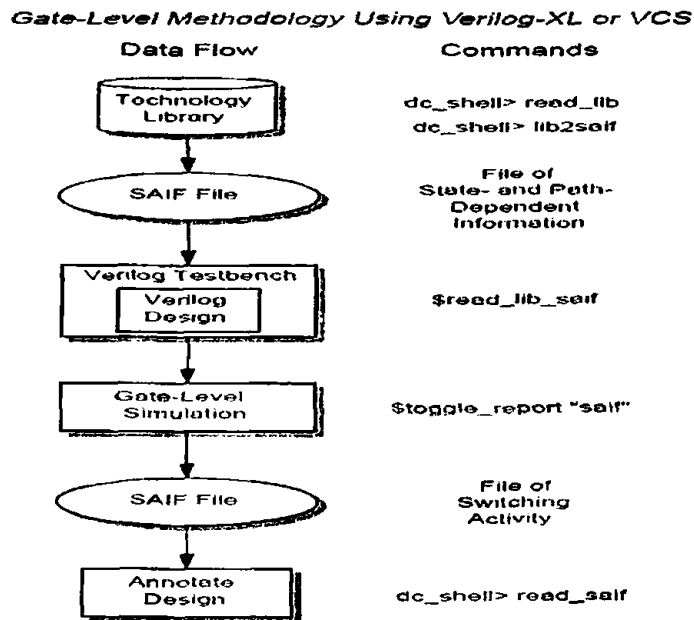 Gate-Level Methodology Using Verilog-XL or VCS
Data Flow
Commands
Technology
Library
dc_shell> read_lib
dc_shell> lib2saif
SAIF File
File of
State- and Path-
Dependent
Information
Verilog Testbench
Verilog
Design
$read_lib_saif
Gate-Level
Simulation
$toggle_report "saif"
SAIF File
File of
Switching
Activity
Annotate
Design
dc_shell> read_saif